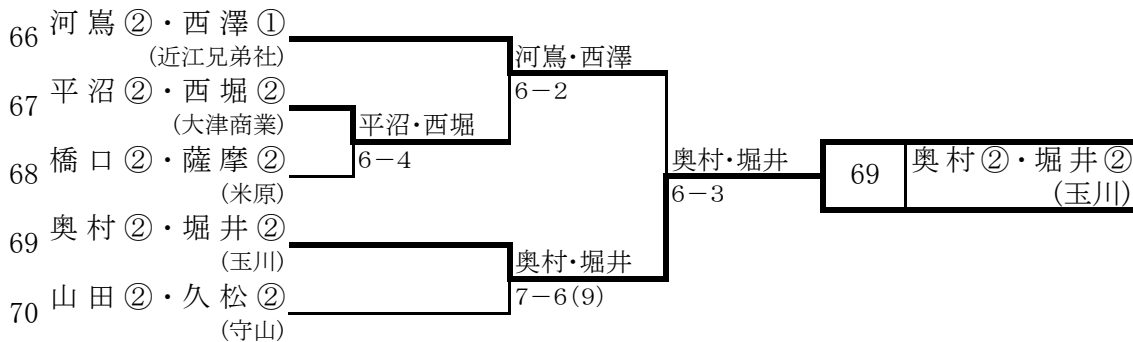 66 河嶌②・西澤①
(近江兄弟社)
67 平沼②・西堀②
(大津商業)
68 橋口②・薩摩②
(米原)
69 奥村②・堀井②
(玉川)
70 山田②・久松②
(守山)
平沼・西堀
6－4
河嶌・西澤
6－2
奥村・堀井
7－6(9)
奥村・堀井
6－3
69 奥村②・堀井②
(玉川)